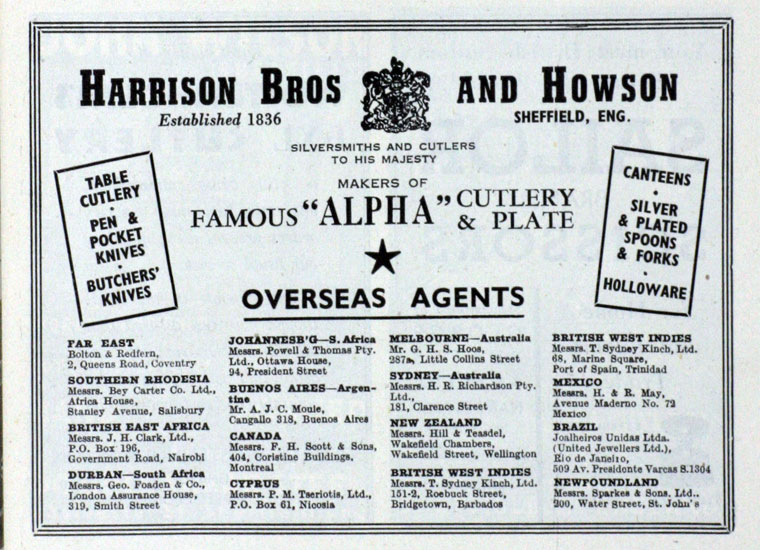 HARRISON BROS AND HOWSON
Established 1836
SHEFFIELD, ENG.
SILVERSMITHS AND CUTLERS
TO HIS MAJESTY
MAKERS OF
FAMOUS "ALPHA" CUTLERY & PLATE
TABLE
CUTLERY
•
PEN &
POCKET
KNIVES
•
BUTCHERS'
KNIVES
CANTEENS
•
SILVER
& PLATED
SPOONS
& FORKS
•
HOLLOWARE
OVERSEAS AGENTS
FAR EAST
Bolton & Redfern,
2, Queens Road, Coventry
SOUTHERN RHODESIA
Messrs. Bey Carter Co. Ltd.,
Africa House,
Stanley Avenue, Salisbury
BRITISH EAST AFRICA
Messrs. J. H. Clark, Ltd.,
P.O. Box 196,
Government Road, Nairobi
DURBAN—South Africa
Messrs. Geo. Foaden & Co.,
London Assurance House,
319, Smith Street
JOHANNESB'G—S. Africa
Messrs. Powell & Thomas Pty.
Ltd., Ottawa House,
94, President Street
BUENOS AIRES—Argen-
tine
Mr. A. J. C. Mouie,
Cangallo 318, Buenos Aires
CANADA
Messrs. F. H. Scott & Sons,
404, Coristine Buildings,
Montreal
CYPRUS
Messrs. P. M. Tseriotis, Ltd.,
P.O. Box 61, Nicosia
MELBOURNE—Australia
Mr. G. H. S. Hoos,
287a, Little Collins Street
SYDNEY—Australia
Messrs. H. R. Richardson Pty.
Ltd.,
181, Clarence Street
NEW ZEALAND
Messrs. Hill & Teasdel,
Wakefield Chambers,
Wakefield Street, Wellington
BRITISH WEST INDIES
Messrs. T. Sydney Kinch, Ltd.
151-2, Roebuck Street,
Bridgetown, Barbados
BRITISH WEST INDIES
Messrs. T. Sydney Kinch, Ltd.
68, Marine Square,
Port of Spain, Trinidad
MEXICO
Messrs. H. & R. May,
Avenue Maderno No. 72
Mexico
BRAZIL
Joalheiros Unidas Ltda.
(United Jewellers Ltd.),
Rio de Janeiro,
509 Av. Presidente Varcas S.1304
NEWFOUNDLAND
Messrs. Sparkes & Sons. Ltd..
200, Water Street, St. John's